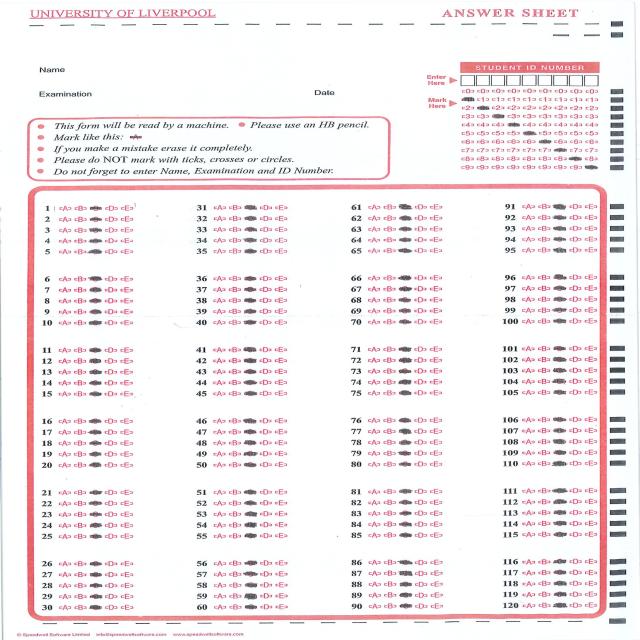 UNIVERSITY OF LIVERPOOL
ANSWER SHEET
Name
Examination
Date
STUDENT ID NUMBER
Enter Here
Mark Here
<0> <0> <0> <0> <0> <0> <0> <0> <0>
<1> <1> <1> <1> <1> <1> <1> <1>
<2> <2> <2> <2> <2> <2> <2> <2>
<3> <3> <3> <3> <3> <3> <3> <3>
<4> <4> <4> <4> <4> <4> <4> <4>
<5> <5> <5> <5> <5> <5> <5> <5>
<6> <6> <6> <6> <6> <6> <6> <6>
<7> <7> <7> <7> <7> <7> <7> <7>
<8> <8> <8> <8> <8> <8> <8> <8>
<9> <9> <9> <9> <9> <9> <9> <9>
• This form will be read by a machine. • Please use an HB pencil.
• Mark like this: <A>
• If you make a mistake erase it completely.
• Please do NOT mark with ticks, crosses or circles.
• Do not forget to enter Name, Examination and ID Number.
1 <A> <B> <D> <E> 31 <A> <B> <D> <E> 61 <A> <B> <D> <E> 91 <A> <B> <D> <E>
2 <A> <B> <D> <E> 32 <A> <B> <D> <E> 62 <A> <B> <D> <E> 92 <A> <B> <D> <E>
3 <A> <B> <D> <E> 33 <A> <B> <D> <E> 63 <A> <B> <D> <E> 93 <A> <B> <D> <E>
4 <A> <B> <D> <E> 34 <A> <B> <D> <E> 64 <A> <B> <D> <E> 94 <A> <B> <D> <E>
5 <A> <B> <D> <E> 35 <A> <B> <D> <E> 65 <A> <B> <D> <E> 95 <A> <B> <D> <E>
6 <A> <B> <D> <E> 36 <A> <B> <D> <E> 66 <A> <B> <D> <E> 96 <A> <B> <D> <E>
7 <A> <B> <D> <E> 37 <A> <B> <D> <E> 67 <A> <B> <D> <E> 97 <A> <B> <D> <E>
8 <A> <B> <D> <E> 38 <A> <B> <D> <E> 68 <A> <B> <D> <E> 98 <A> <B> <D> <E>
9 <A> <B> <D> <E> 39 <A> <B> <D> <E> 69 <A> <B> <D> <E> 99 <A> <B> <D> <E>
10 <A> <B> <D> <E> 40 <A> <B> <D> <E> 70 <A> <B> <D> <E> 100 <A> <B> <D> <E>
11 <A> <B> <D> <E> 41 <A> <B> <D> <E> 71 <A> <B> <D> <E> 101 <A> <B> <D> <E>
12 <A> <B> <D> <E> 42 <A> <B> <D> <E> 72 <A> <B> <D> <E> 102 <A> <B> <D> <E>
13 <A> <B> <D> <E> 43 <A> <B> <D> <E> 73 <A> <B> <D> <E> 103 <A> <B> <D> <E>
14 <A> <B> <D> <E> 44 <A> <B> <D> <E> 74 <A> <B> <D> <E> 104 <A> <B> <D> <E>
15 <A> <B> <D> <E> 45 <A> <B> <D> <E> 75 <A> <B> <D> <E> 105 <A> <B> <D> <E>
16 <A> <B> <D> <E> 46 <A> <B> <D> <E> 76 <A> <B> <D> <E> 106 <A> <B> <D> <E>
17 <A> <B> <D> <E> 47 <A> <B> <D> <E> 77 <A> <B> <D> <E> 107 <A> <B> <D> <E>
18 <A> <B> <D> <E> 48 <A> <B> <D> <E> 78 <A> <B> <D> <E> 108 <A> <B> <D> <E>
19 <A> <B> <D> <E> 49 <A> <B> <D> <E> 79 <A> <B> <D> <E> 109 <A> <B> <D> <E>
20 <A> <B> <D> <E> 50 <A> <B> <D> <E> 80 <A> <B> <D> <E> 110 <A> <B> <D> <E>
21 <A> <B> <D> <E> 51 <A> <B> <D> <E> 81 <A> <B> <D> <E> 111 <A> <B> <D> <E>
22 <A> <B> <D> <E> 52 <A> <B> <D> <E> 82 <A> <B> <D> <E> 112 <A> <B> <D> <E>
23 <A> <B> <D> <E> 53 <A> <B> <D> <E> 83 <A> <B> <D> <E> 113 <A> <B> <D> <E>
24 <A> <B> <D> <E> 54 <A> <B> <D> <E> 84 <A> <B> <D> <E> 114 <A> <B> <D> <E>
25 <A> <B> <D> <E> 55 <A> <B> <D> <E> 85 <A> <B> <D> <E> 115 <A> <B> <D> <E>
26 <A> <B> <D> <E> 56 <A> <B> <D> <E> 86 <A> <B> <D> <E> 116 <A> <B> <D> <E>
27 <A> <B> <D> <E> 57 <A> <B> <D> <E> 87 <A> <B> <D> <E> 117 <A> <B> <D> <E>
28 <A> <B> <D> <E> 58 <A> <B> <D> <E> 88 <A> <B> <D> <E> 118 <A> <B> <D> <E>
29 <A> <B> <D> <E> 59 <A> <B> <D> <E> 89 <A> <B> <D> <E> 119 <A> <B> <D> <E>
30 <A> <B> <D> <E> 60 <A> <B> <D> <E> 90 <A> <B> <D> <E> 120 <A> <B> <D> <E>
© Speedwell Software Limited info@speedwellsoftware.com www.speedwellsoftware.com